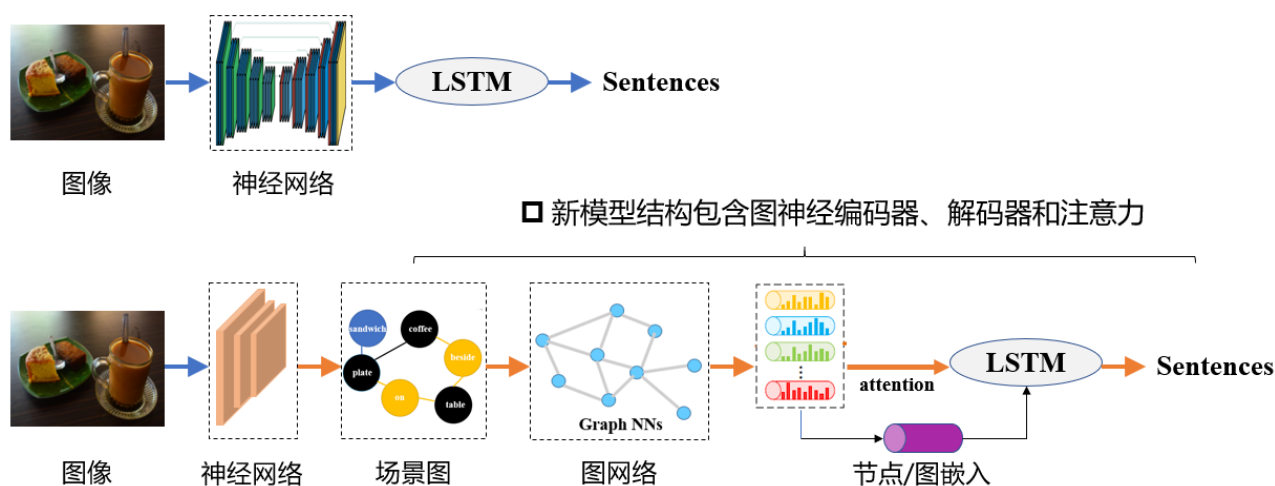 LSTM
Sentences
图像
神经网络
新模型结构包含图神经编码器、解码器和注意力
sandwich
coffee
beside
plate
on
table
Graph NNs
attention
LSTM
Sentences
图像
神经网络
场景图
图网络
节点/图嵌入